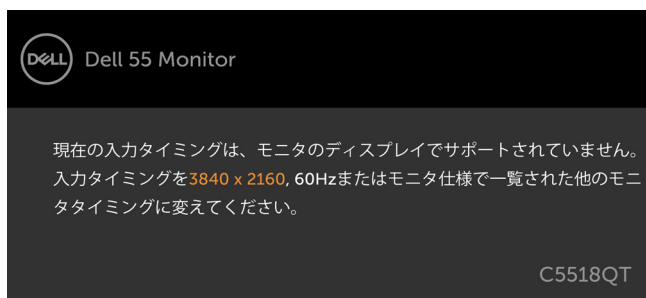 DELL Dell 55 Monitor
現在の入力タイミングは、モニタのディスプレイでサポートされていません。
入力タイミングを3840 x 2160, 60Hzまたはモニタ仕様で一覧された他のモニ
タタイミングに変えてください。
C5518QT